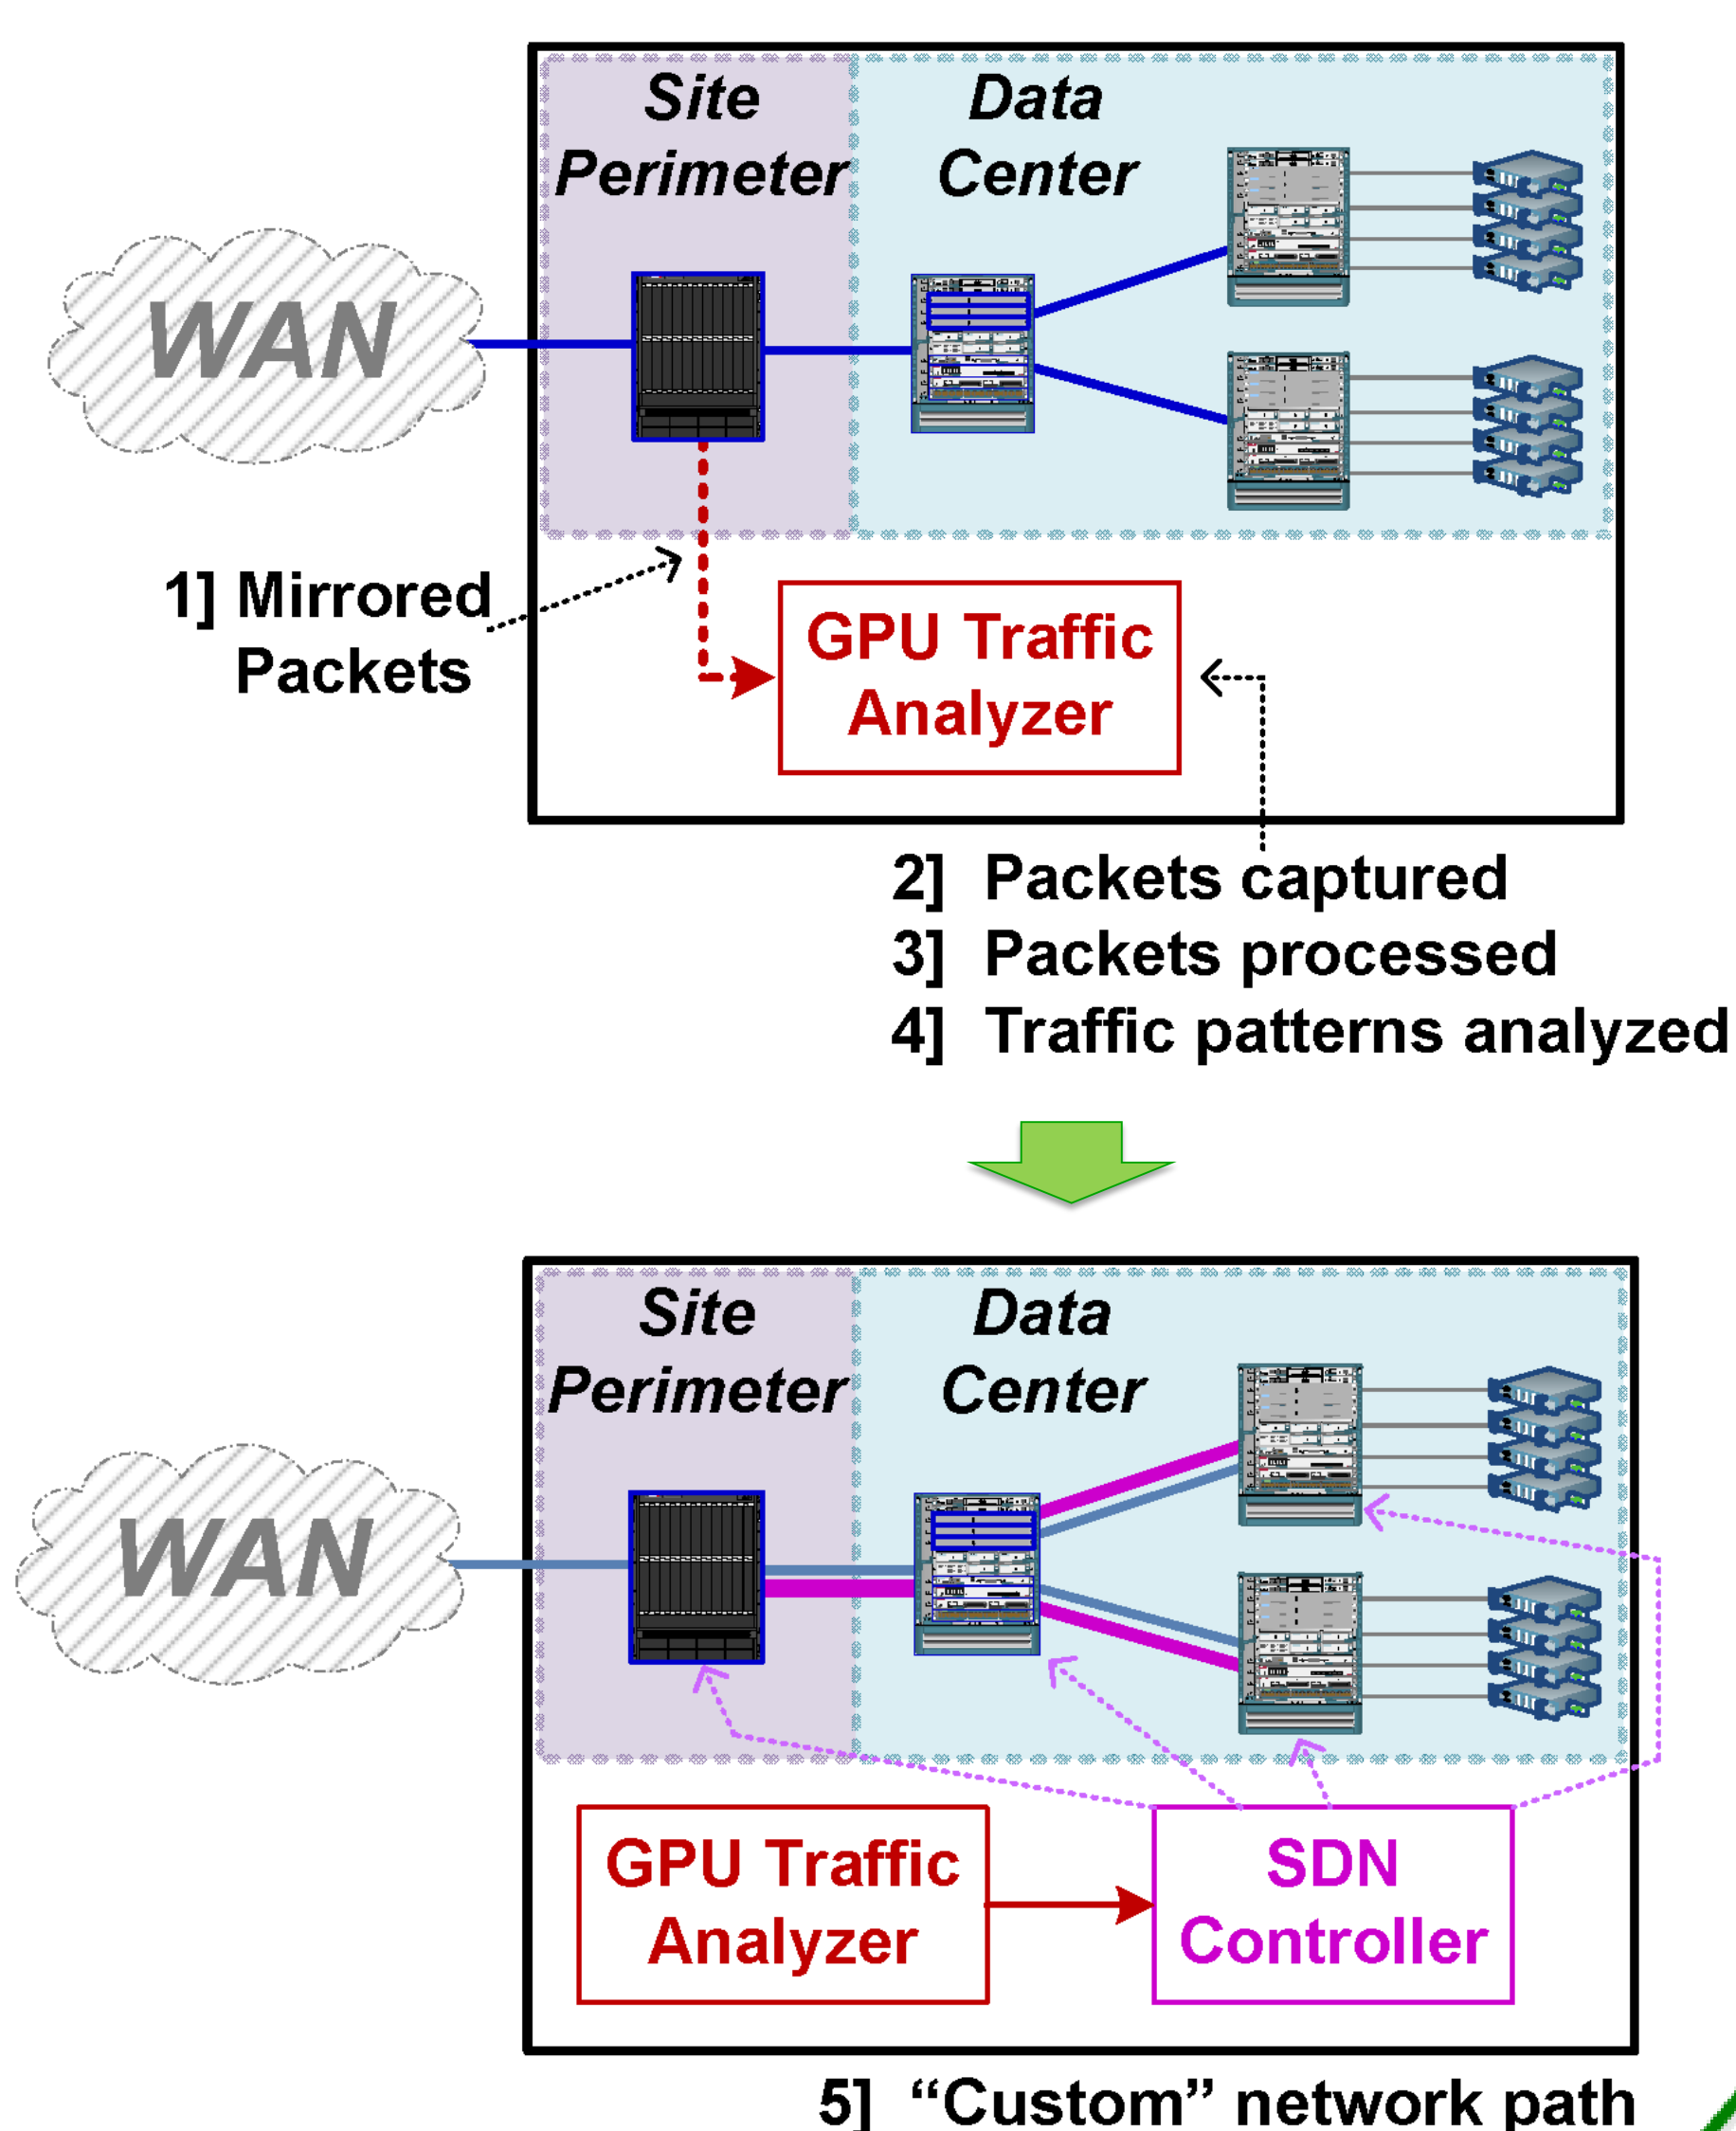 Site
Perimeter
Data
Center
WAN
1] Mirrored
Packets
GPU Traffic
Analyzer
2] Packets captured
3] Packets processed
4] Traffic patterns analyzed
Site
Perimeter
Data
Center
WAN
GPU Traffic
Analyzer
SDN
Controller
5] “Custom” network path